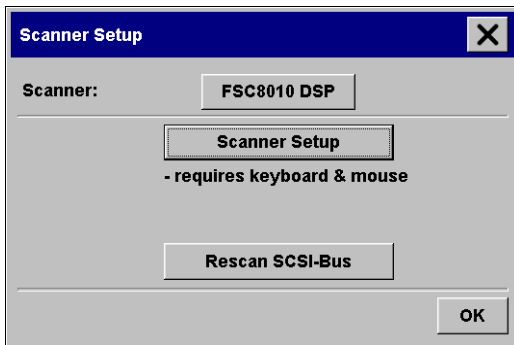 Scanner Setup
Scanner: FSC8010 DSP
Scanner Setup
- requires keyboard & mouse
Rescan SCSI-Bus
OK